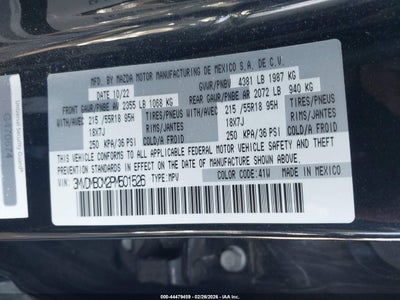 MFD. BY: MAZDA MOTOR MANUFACTURING DE MEXICO S.A. DE C.V.
DATE: 10/22
GVWR/PNBV 4381 LB 1987 KG
FRONT GAWR/PNBV AV 2355 LB 1068 KG REAR GAWR/PNBE AR 2072 LB 940 KG
WITH/AVEC 215 /55R18 95H TIRES/PNEUS WITH/AVEC 215 /55R18 95H TIRES/PNEUS
18X7J RIMS/JANTES 18X7J RIMS/JANTES
250 KPA/36 PSI COLD/A FROID 250 KPA/36 PSI COLD/A FROID
THIS VEHICLE CONFORMS TO ALL APPLICABLE FEDERAL MOTOR VEHICLE SAFETY, BUMPER, AND THEFT
PREVENTION STANDARDS IN EFFECT ON THE DATE OF MANUFACTURE SHOWN ABOVE.
VIN: 3MVDMBCM2PM501526 TYPE: MPV
COLOR CODE: 41W
MADE IN MEXICO
000-44479459 - 02/26/2026 - IAAI.COM